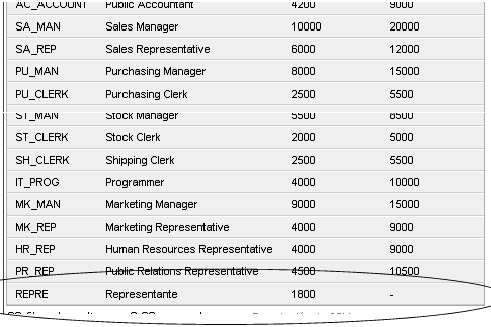 AC_ACCOUNT Public Accountant 4200 9000
SA_MAN Sales Manager 10000 20000
SA_REP Sales Representative 6000 12000
PU_MAN Purchasing Manager 8000 15000
PU_CLERK Purchasing Clerk 2500 5500
ST_MAN Stock Manager 5500 8500
ST_CLERK Stock Clerk 2000 5000
SH_CLERK Shipping Clerk 2500 5500
IT_PROG Programmer 4000 10000
MK_MAN Marketing Manager 9000 15000
MK_REP Marketing Representative 4000 9000
HR_REP Human Resources Representative 4000 9000
PR_REP Public Relations Representative 4500 10500
REPRE Representante 1800 -